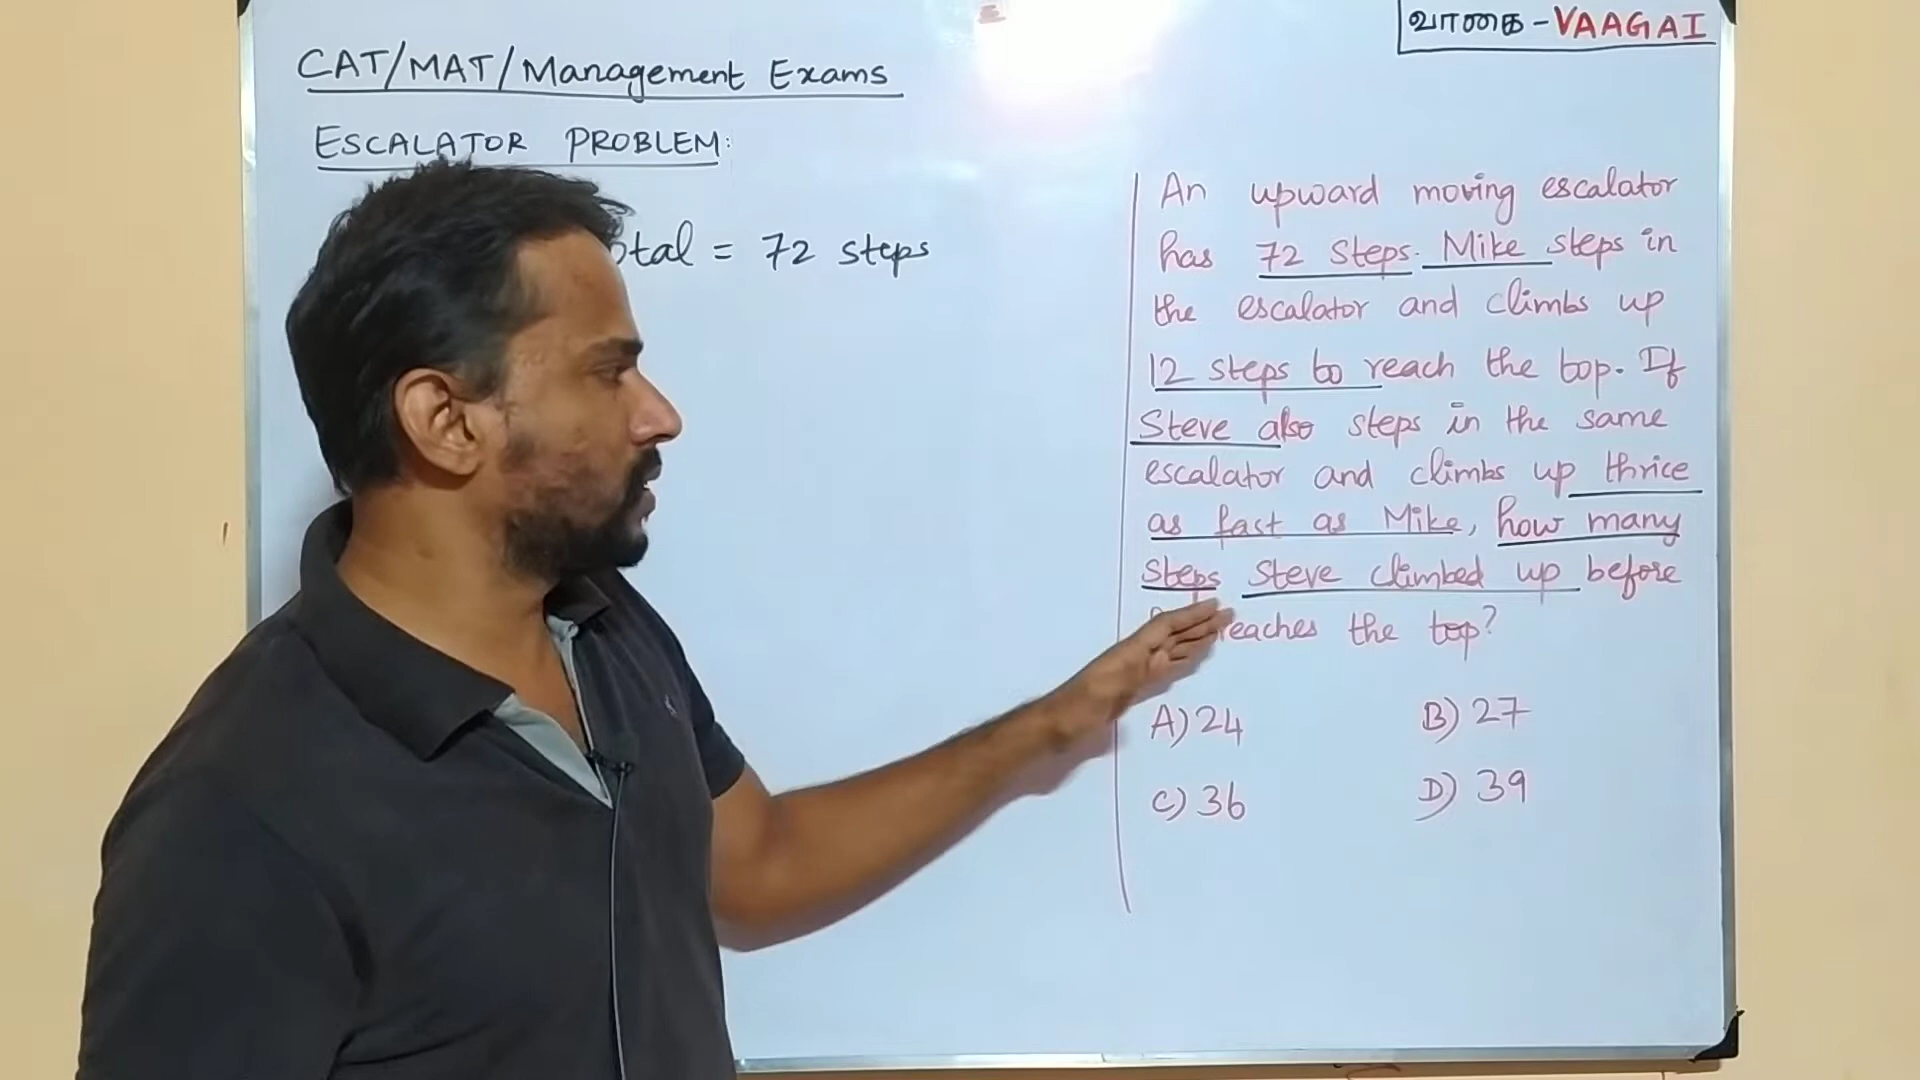 வாகை - VAAGAI
CAT/MAT/Management Exams
ESCALATOR PROBLEM:
otal = 72 steps
An upward moving escalator
has 72 steps. Mike steps in
the escalator and climbs up
12 steps to reach the top. If
Steve also steps in the same
escalator and climbs up thrice
as fast as Mike, how many
steps Steve climbed up before
reaches the top?
A) 24 B) 27
C) 36 D) 39